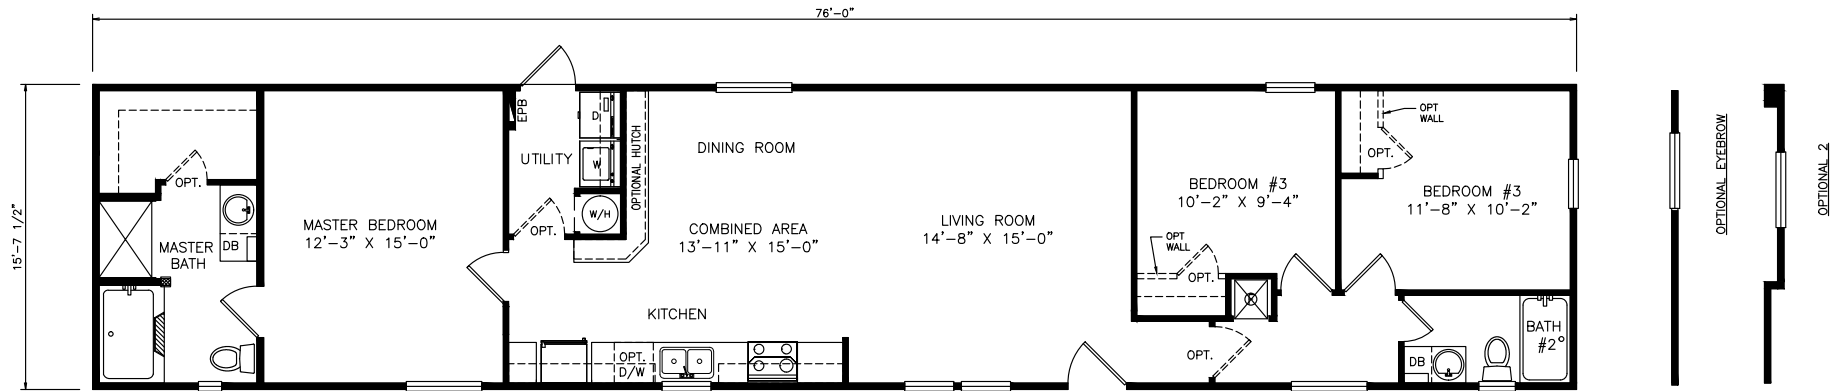 76'-0"
15'-7 1/2"
OPT.
MASTER
BATH
DB
MASTER BEDROOM
12'-3" X 15'-0"
EPB
D
UTILITY
W
W/H
OPT.
OPTIONAL HUTCH
DINING ROOM
COMBINED AREA
13'-11" X 15'-0"
KITCHEN
OPT.
D/W
LIVING ROOM
14'-8" X 15'-0"
BEDROOM #3
10'-2" X 9'-4"
OPT
WALL
OPT.
OPT.
OPT
WALL
OPT.
BEDROOM #3
11'-8" X 10'-2"
DB
BATH
#2°
OPTIONAL EYEBROW
OPTIONAL 2